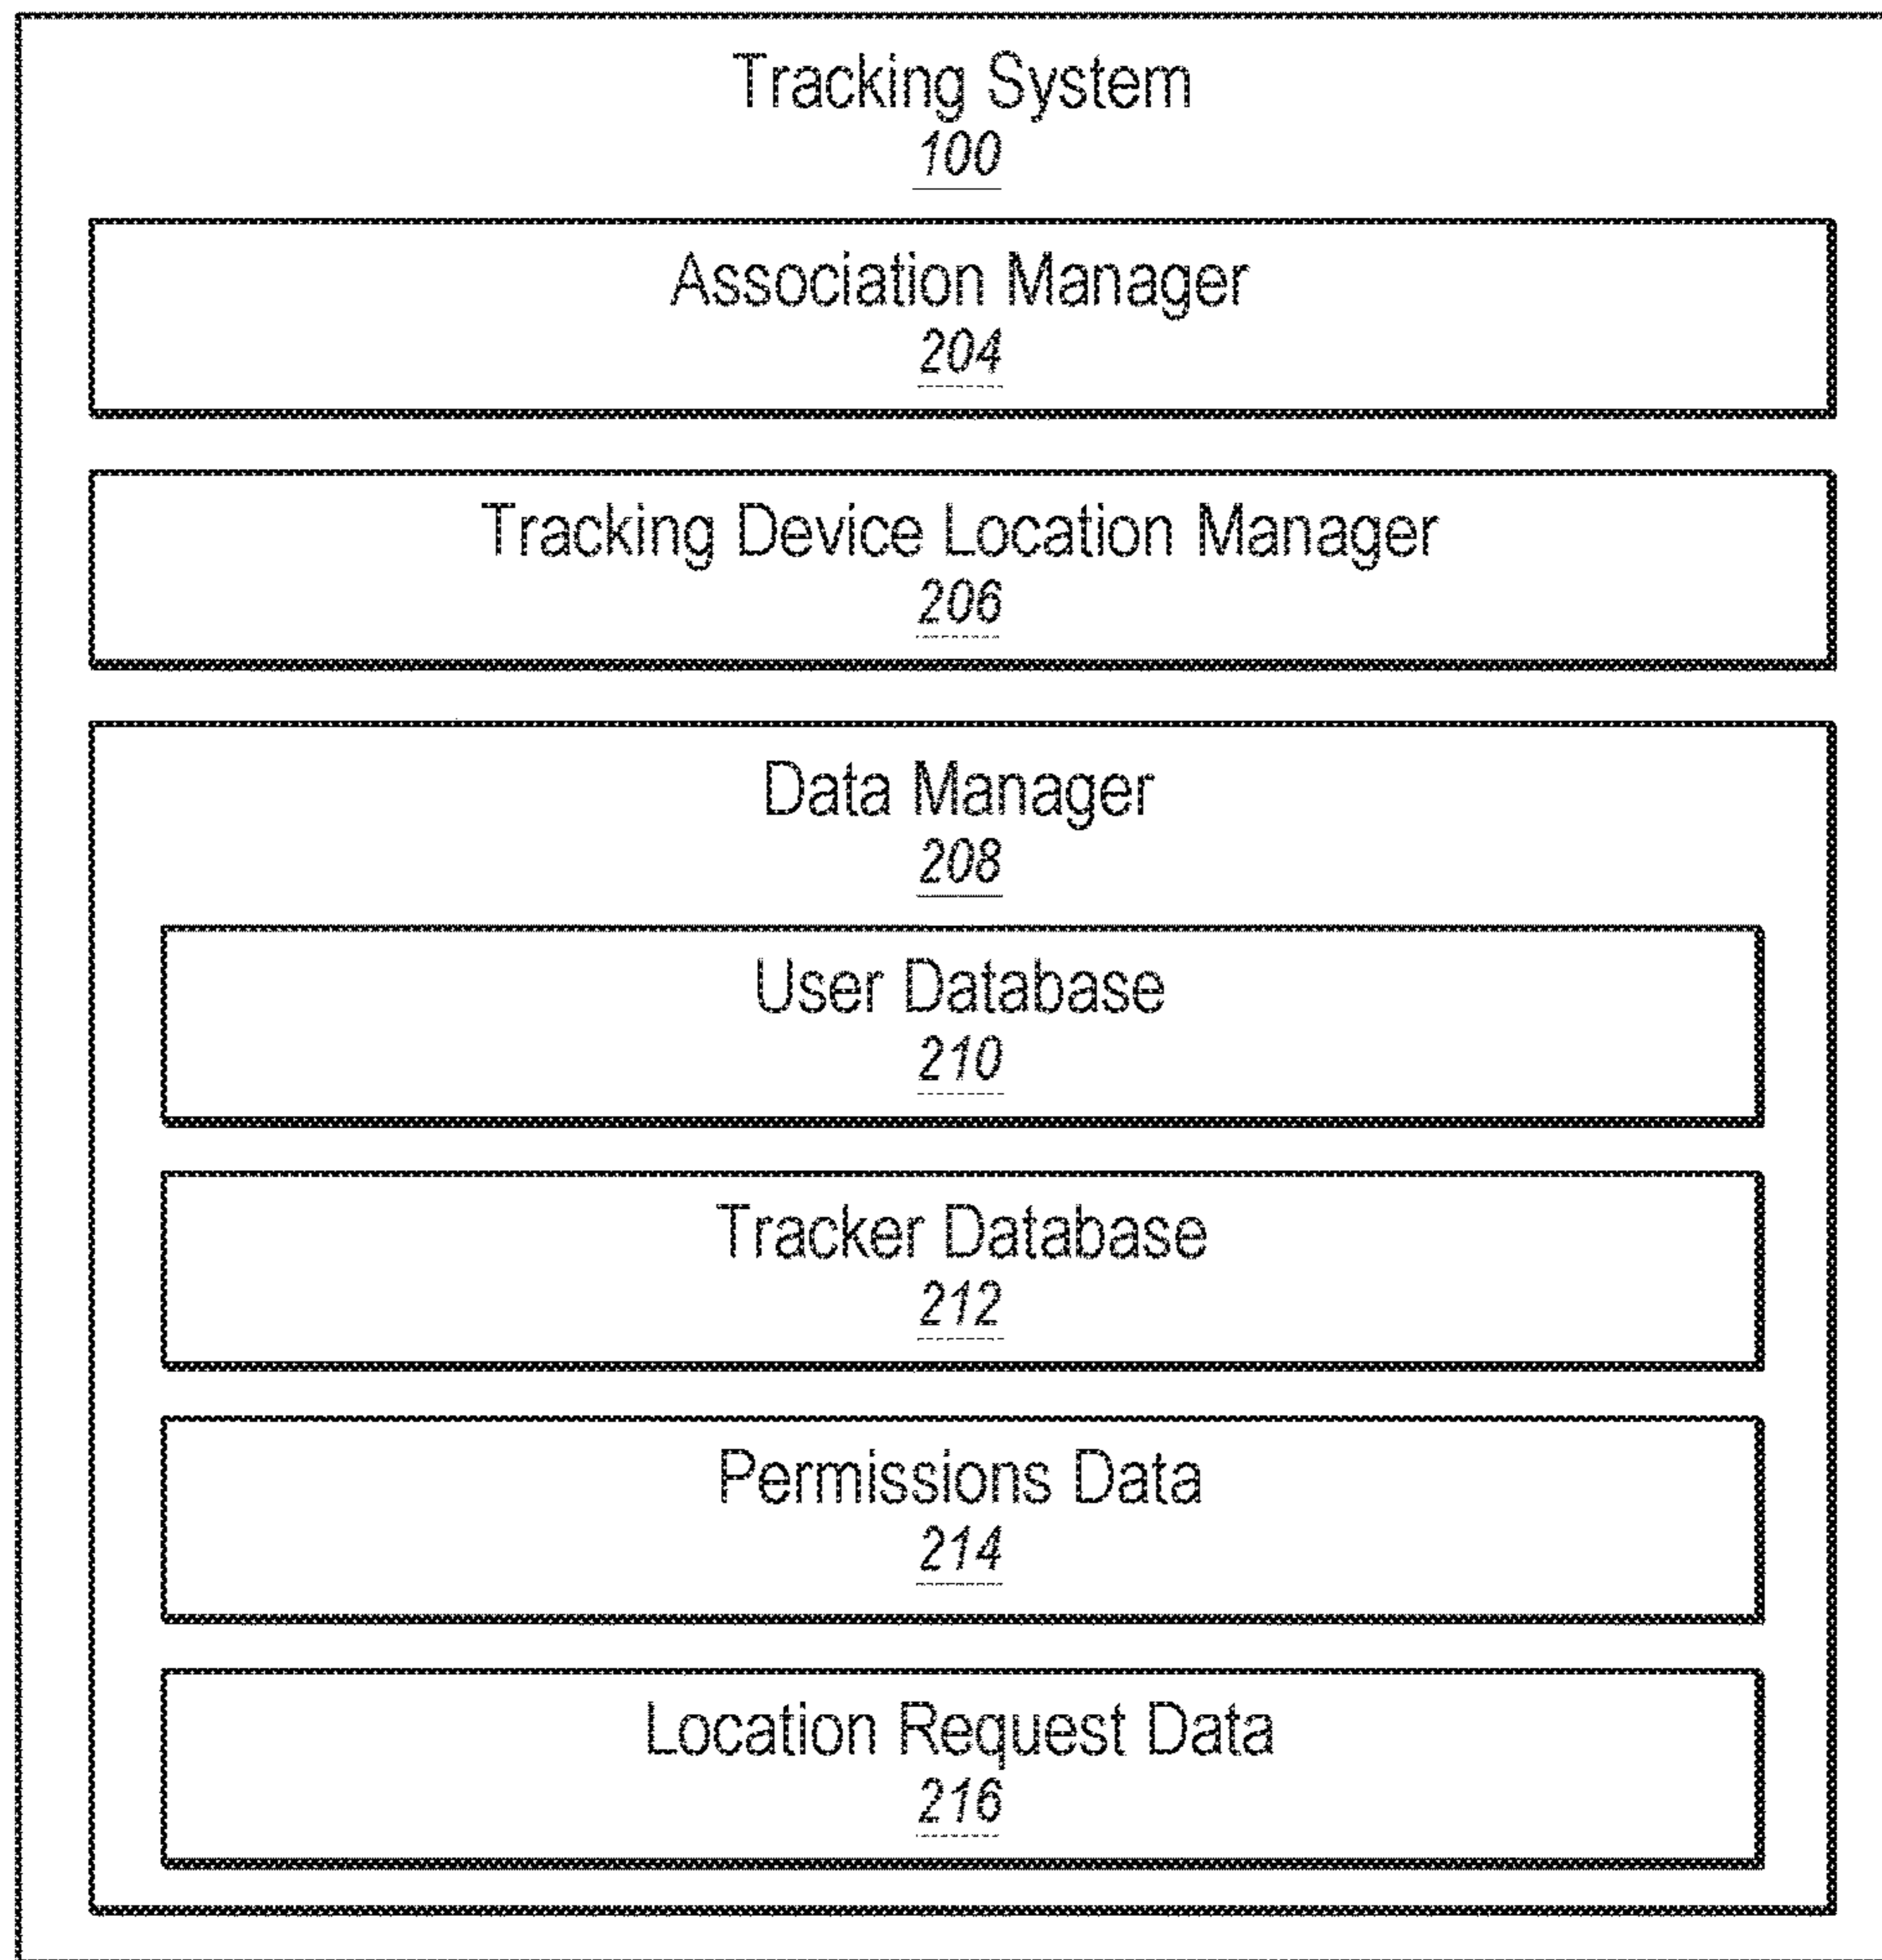 Tracking System
100
Association Manager
204
Tracking Device Location Manager
206
Data Manager
208
User Database
210
Tracker Database
212
Permissions Data
214
Location Request Data
216